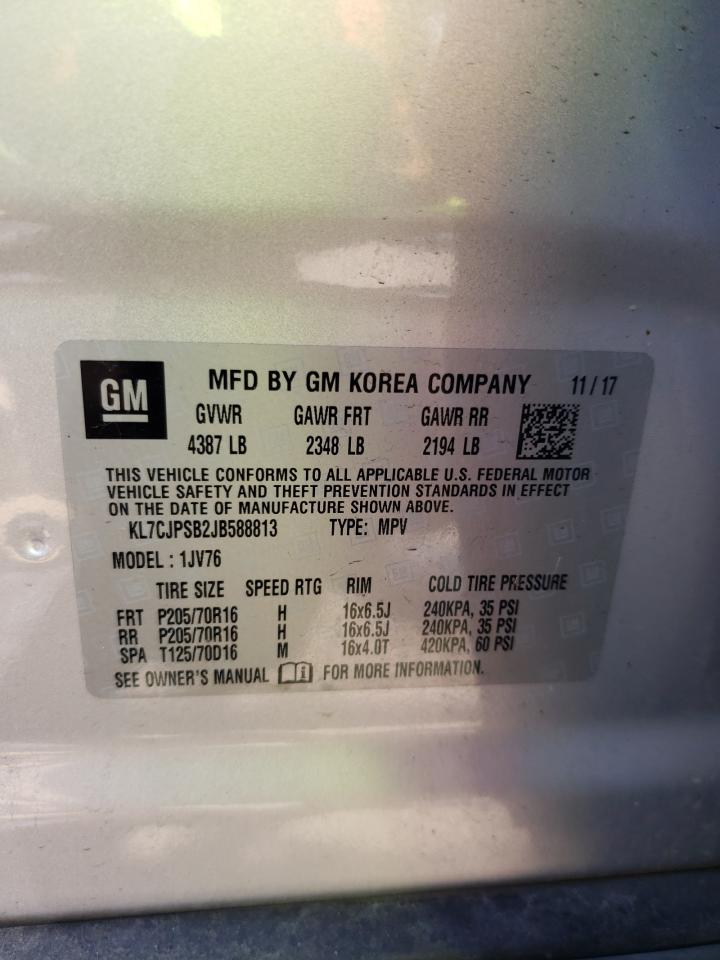 GM MFD BY GM KOREA COMPANY 11/17
GVWR GAWR FRT GAWR RR
4387 LB 2348 LB 2194 LB
THIS VEHICLE CONFORMS TO ALL APPLICABLE U.S. FEDERAL MOTOR
VEHICLE SAFETY AND THEFT PREVENTION STANDARDS IN EFFECT
ON THE DATE OF MANUFACTURE SHOWN ABOVE.
KL7CJPSB2JB588813 TYPE: MPV
MODEL : 1JV76
TIRE SIZE SPEED RTG RIM COLD TIRE PRESSURE
FRT P205/70R16 H 16x6.5J 240KPA, 35 PSI
RR P205/70R16 H 16x6.5J 240KPA, 35 PSI
SPA T125/70D16 M 16x4.0T 420KPA, 60 PSI
SEE OWNER'S MANUAL i FOR MORE INFORMATION.